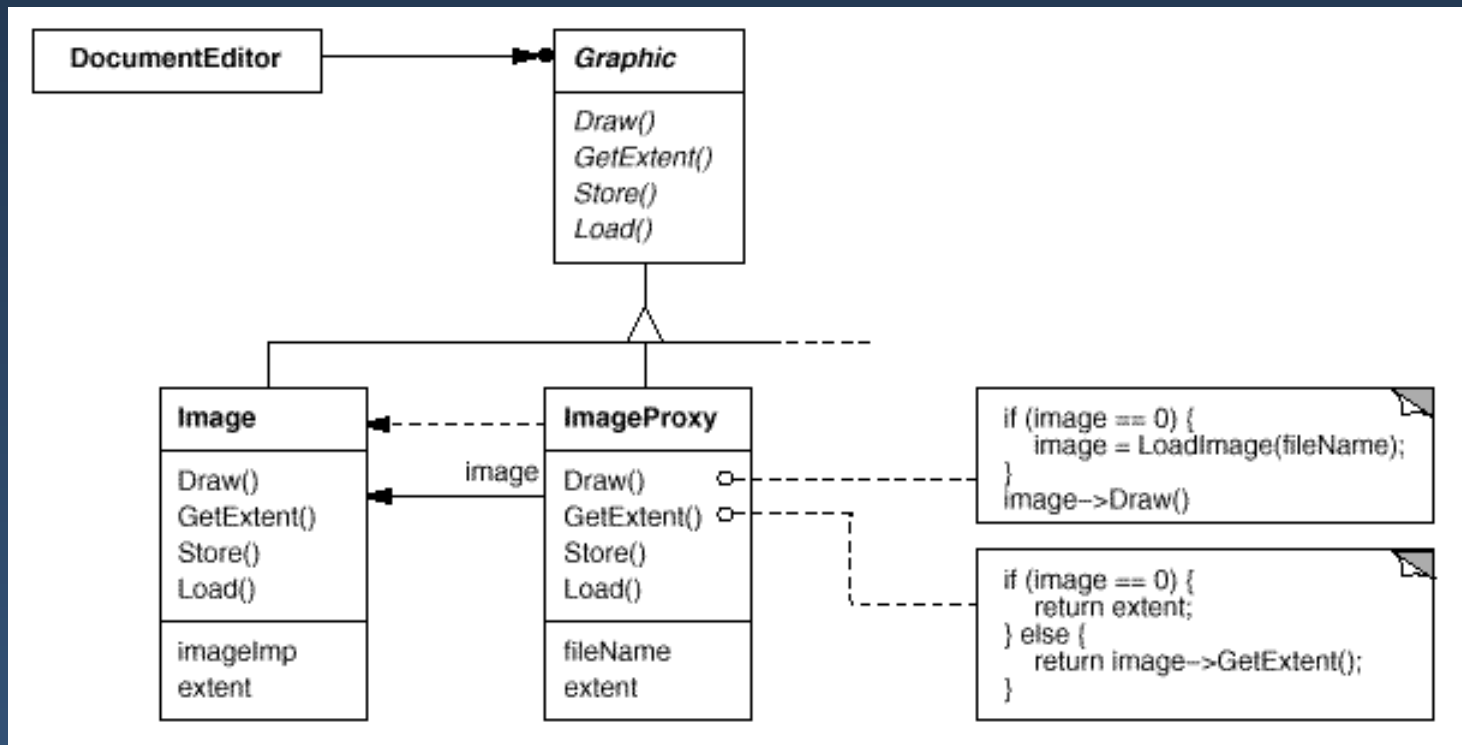 DocumentEditor
Graphic
Draw()
GetExtent()
Store()
Load()
Image
Draw()
GetExtent()
Store()
Load()
imageImp
extent
image
ImageProxy
Draw()
GetExtent()
Store()
Load()
fileName
extent
if (image == 0) {
image = LoadImage(fileName);
}
image->Draw()
if (image == 0) {
return extent;
} else {
return image->GetExtent();
}